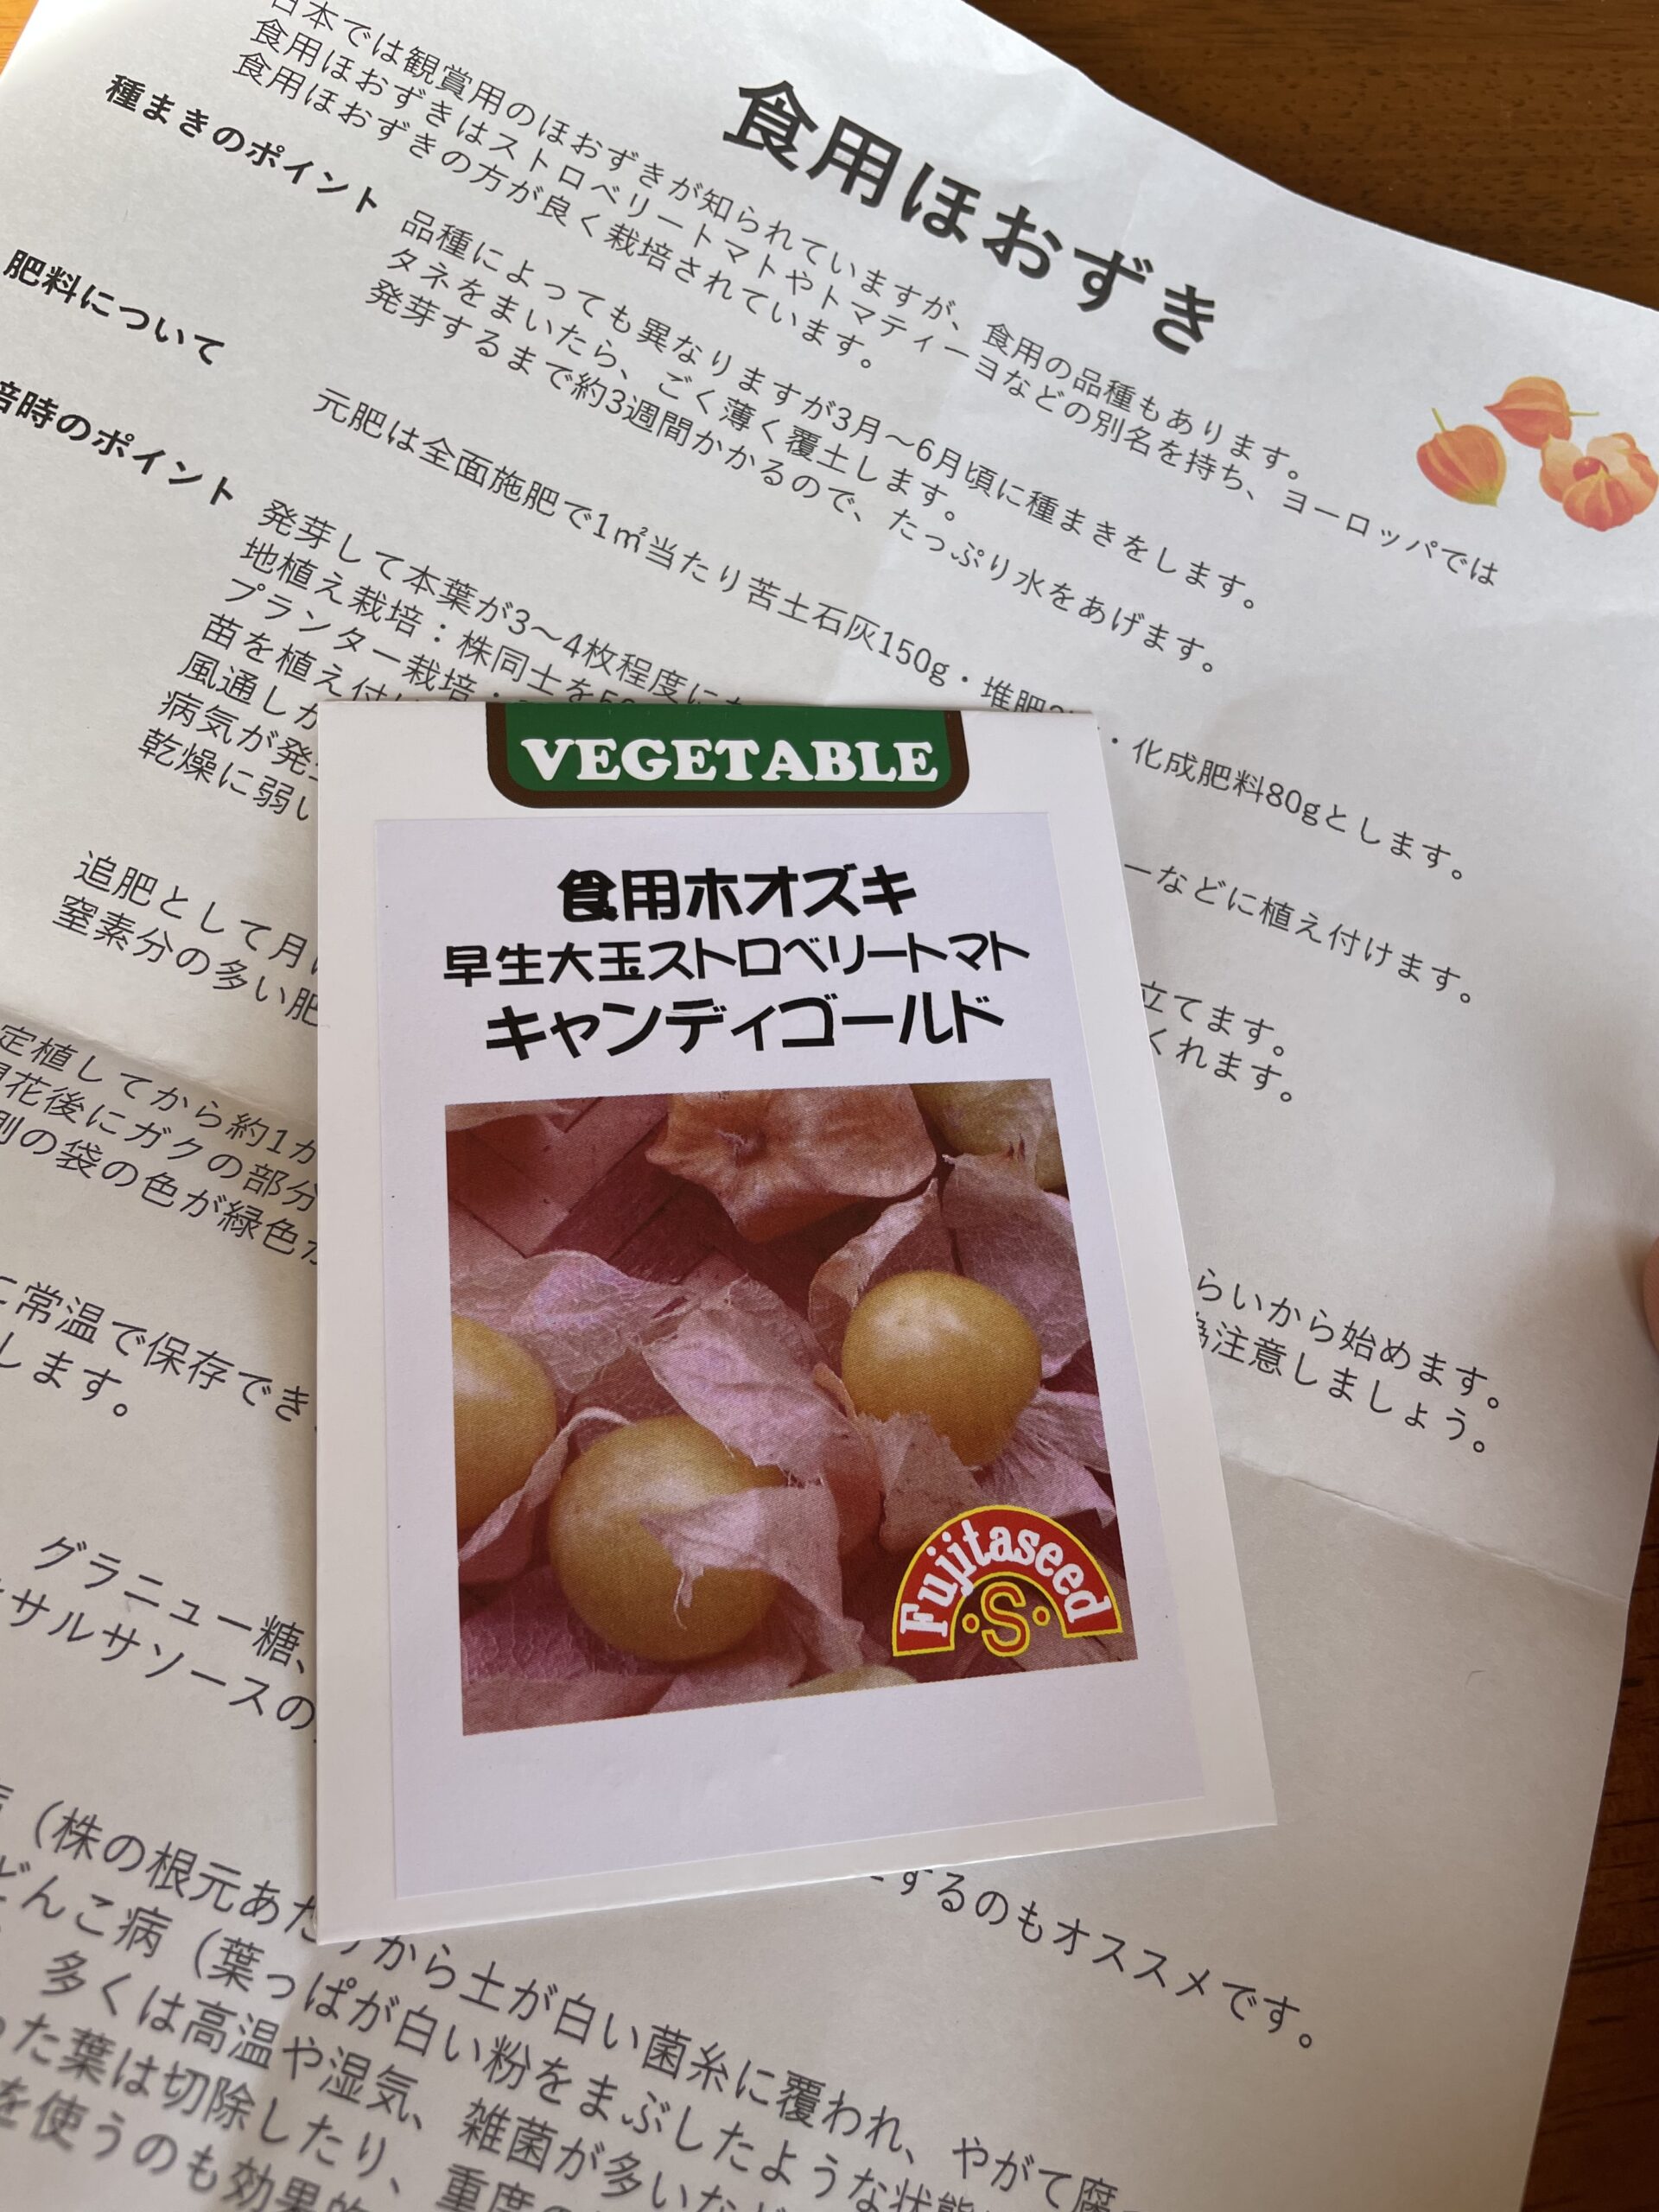 食用ほおずき
日本では観賞用のほおずきが知られていますが、食用の品種もあります。
食用ほおずきはストロベリートマトやトマティーヨなどの別名を持ち、ヨーロッパでは
食用ほおずきの方が良く栽培されています。
種まきのポイント
品種によっても異なりますが3月～6月頃に種まきをします。
タネをまいたら、ごく薄く覆土します。
発芽するまで約3週間かかるので、たっぷり水をあげます。
肥料について
元肥は全面施肥で1㎡当たり苦土石灰150g・堆肥 ・化成肥料80gとします。
培時のポイント
発芽して本葉が3～4枚程度に
地植え栽培：株同士を
プランター栽培 ーなどに植え付けます。
苗を植え付け
風通しが 立てます。
病気が発 くれます。
乾燥に弱い
追肥として月
窒素分の多い肥
らいから始めます。
注意しましょう。
定植してから約1か
開花後にガクの部分
別の袋の色が緑色が
に常温で保存でき
します。
グラニュー糖、
サルサソースの
するのもオススメです。
（株の根元あたりから土が白い菌糸に覆われ、やがて腐
どんこ病（葉っぱが白い粉をまぶしたような状態
多くは高温や湿気、雑菌が多いなど
った葉は切除したり、重度の
を使うのも効果的
VEGETABLE
食用ホオズキ
早生大玉ストロベリートマト
キャンディゴールド
Fujitaseed
・S・